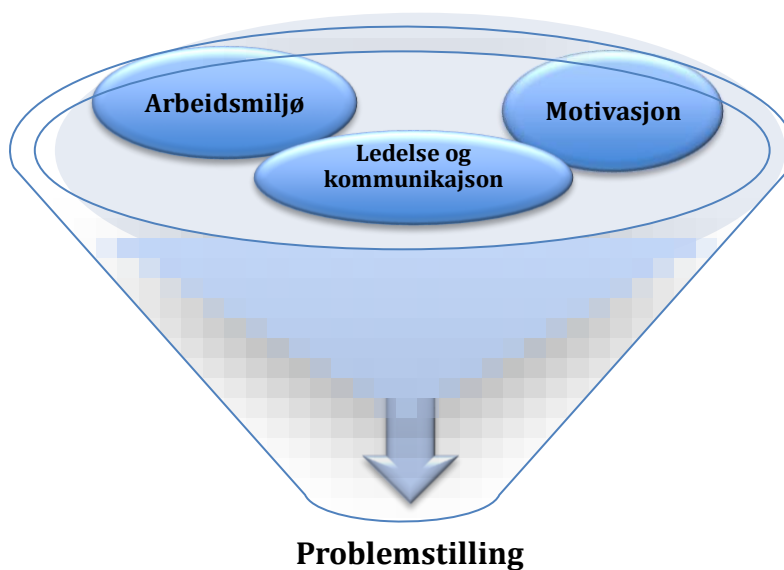 Arbeidsmiljø
Motivasjon
Ledelse og
kommunikajson
Problemstilling